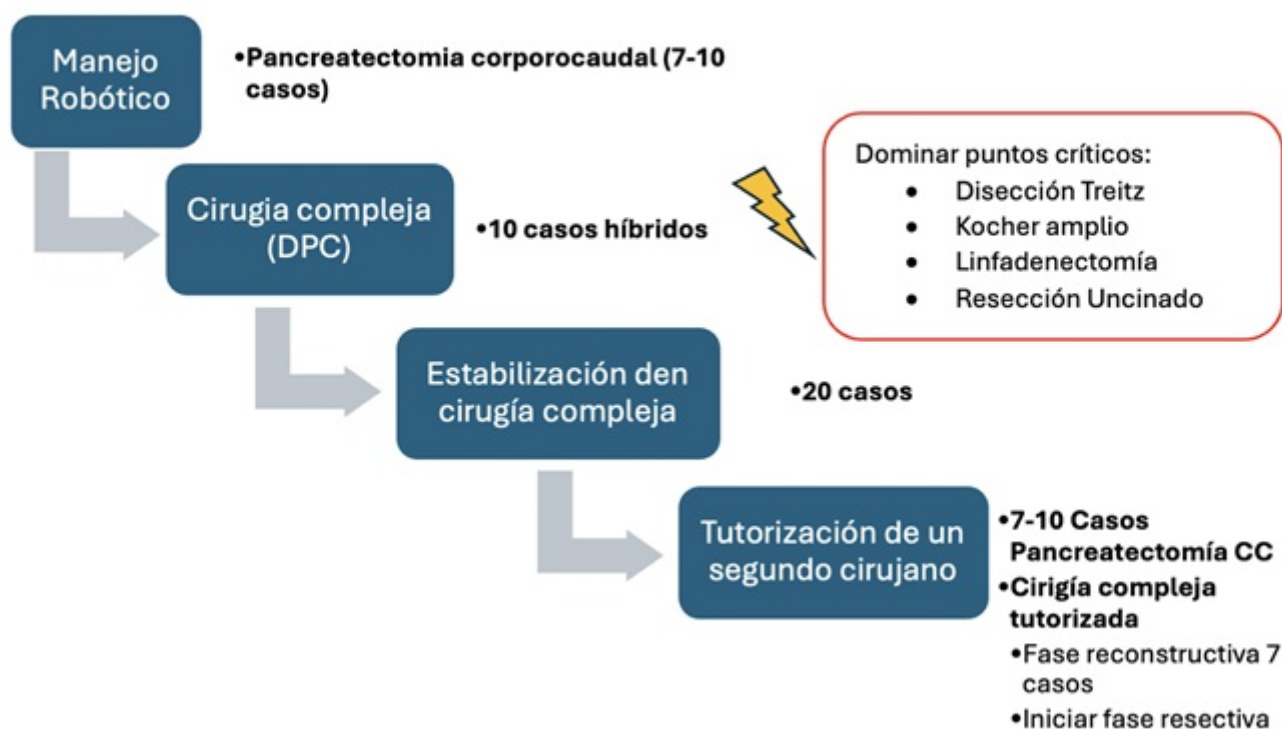 Manejo
Robótico
•Pancreatectomia corporocaudal (7-10
casos)
Cirugia compleja
(DPC)
•10 casos híbridos
Dominar puntos críticos:
• Disección Treitz
• Kocher amplio
• Linfadenectomía
• Resección Uncinado
Estabilización den
cirugía compleja
•20 casos
Tutorización de un
segundo cirujano
•7-10 Casos
Pancreatectomía CC
•Cirigía compleja
tutorizada
•Fase reconstructiva 7
casos
•Iniciar fase resectiva